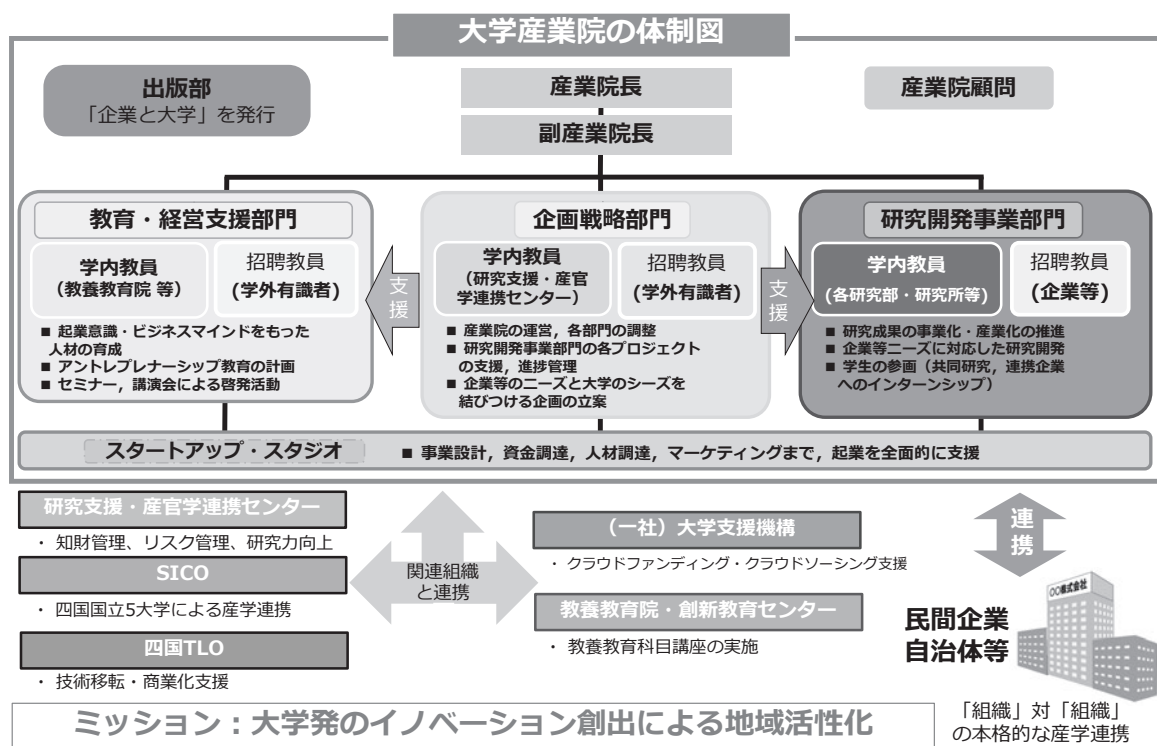 大学産業院の体制図
出版部
「企業と大学」を発行
産業院長
副産業院長
産業院顧問
教育・経営支援部門
学内教員
（教養教育院 等）
招聘教員
(学外有識者)
■ 起業意識・ビジネスマインドをもった
人材の育成
■ アントレプレナーシップ教育の計画
■ セミナー，講演会による啓発活動
支援
企画戦略部門
学内教員
（研究支援・産官
学連携センター）
招聘教員
(学外有識者)
■ 産業院の運営，各部門の調整
■ 研究開発事業部門の各プロジェクト
の支援，進捗管理
■ 企業等のニーズと大学のシーズを
結びつける企画の立案
支援
研究開発事業部門
学内教員
（各研究部・研究所等）
招聘教員
(企業等)
■ 研究成果の事業化・産業化の推進
■ 企業等ニーズに対応した研究開発
■ 学生の参画（共同研究，連携企業
へのインターンシップ）
スタートアップ・スタジオ
■ 事業設計，資金調達，人材調達，マーケティングまで，起業を全面的に支援
研究支援・産官学連携センター
・ 知財管理、リスク管理、研究力向上
SICO
・ 四国国立5大学による産学連携
四国TLO
・ 技術移転・商業化支援
関連組織
と連携
（一社）大学支援機構
・ クラウドファンディング・クラウドソーシング支援
教養教育院・創新教育センター
・ 教養教育科目講座の実施
連携
○○株式会社
民間企業
自治体等
「組織」対「組織」
の本格的な産学連携
ミッション：大学発のイノベーション創出による地域活性化